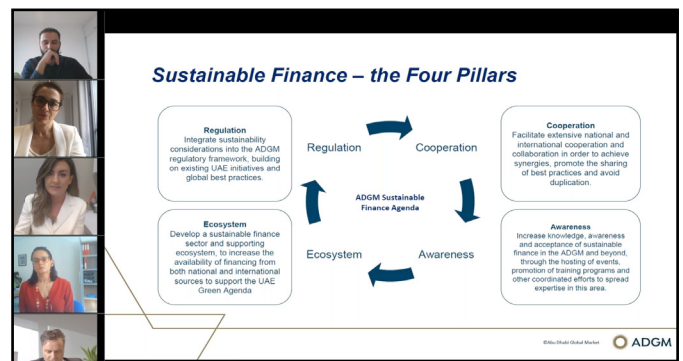 Sustainable Finance – the Four Pillars
Regulation
Integrate sustainability
considerations into the ADGM
regulatory framework, building
on existing UAE initiatives and
global best practices.
Regulation
Cooperation
Cooperation
Facilitate extensive national and
international cooperation and
collaboration in order to achieve
synergies, promote the sharing
of best practices and avoid
duplication.
ADGM Sustainable
Finance Agenda
Ecosystem
Develop a sustainable finance
sector and supporting
ecosystem, to increase the
availability of financing from
both national and international
sources to support the UAE
Green Agenda
Ecosystem
Awareness
Awareness
Increase knowledge, awareness
and acceptance of sustainable
finance in the ADGM and beyond,
through the hosting of events,
promotion of training programs and
other coordinated efforts to spread
expertise in this area.
©Abu Dhabi Global Market
ADGM